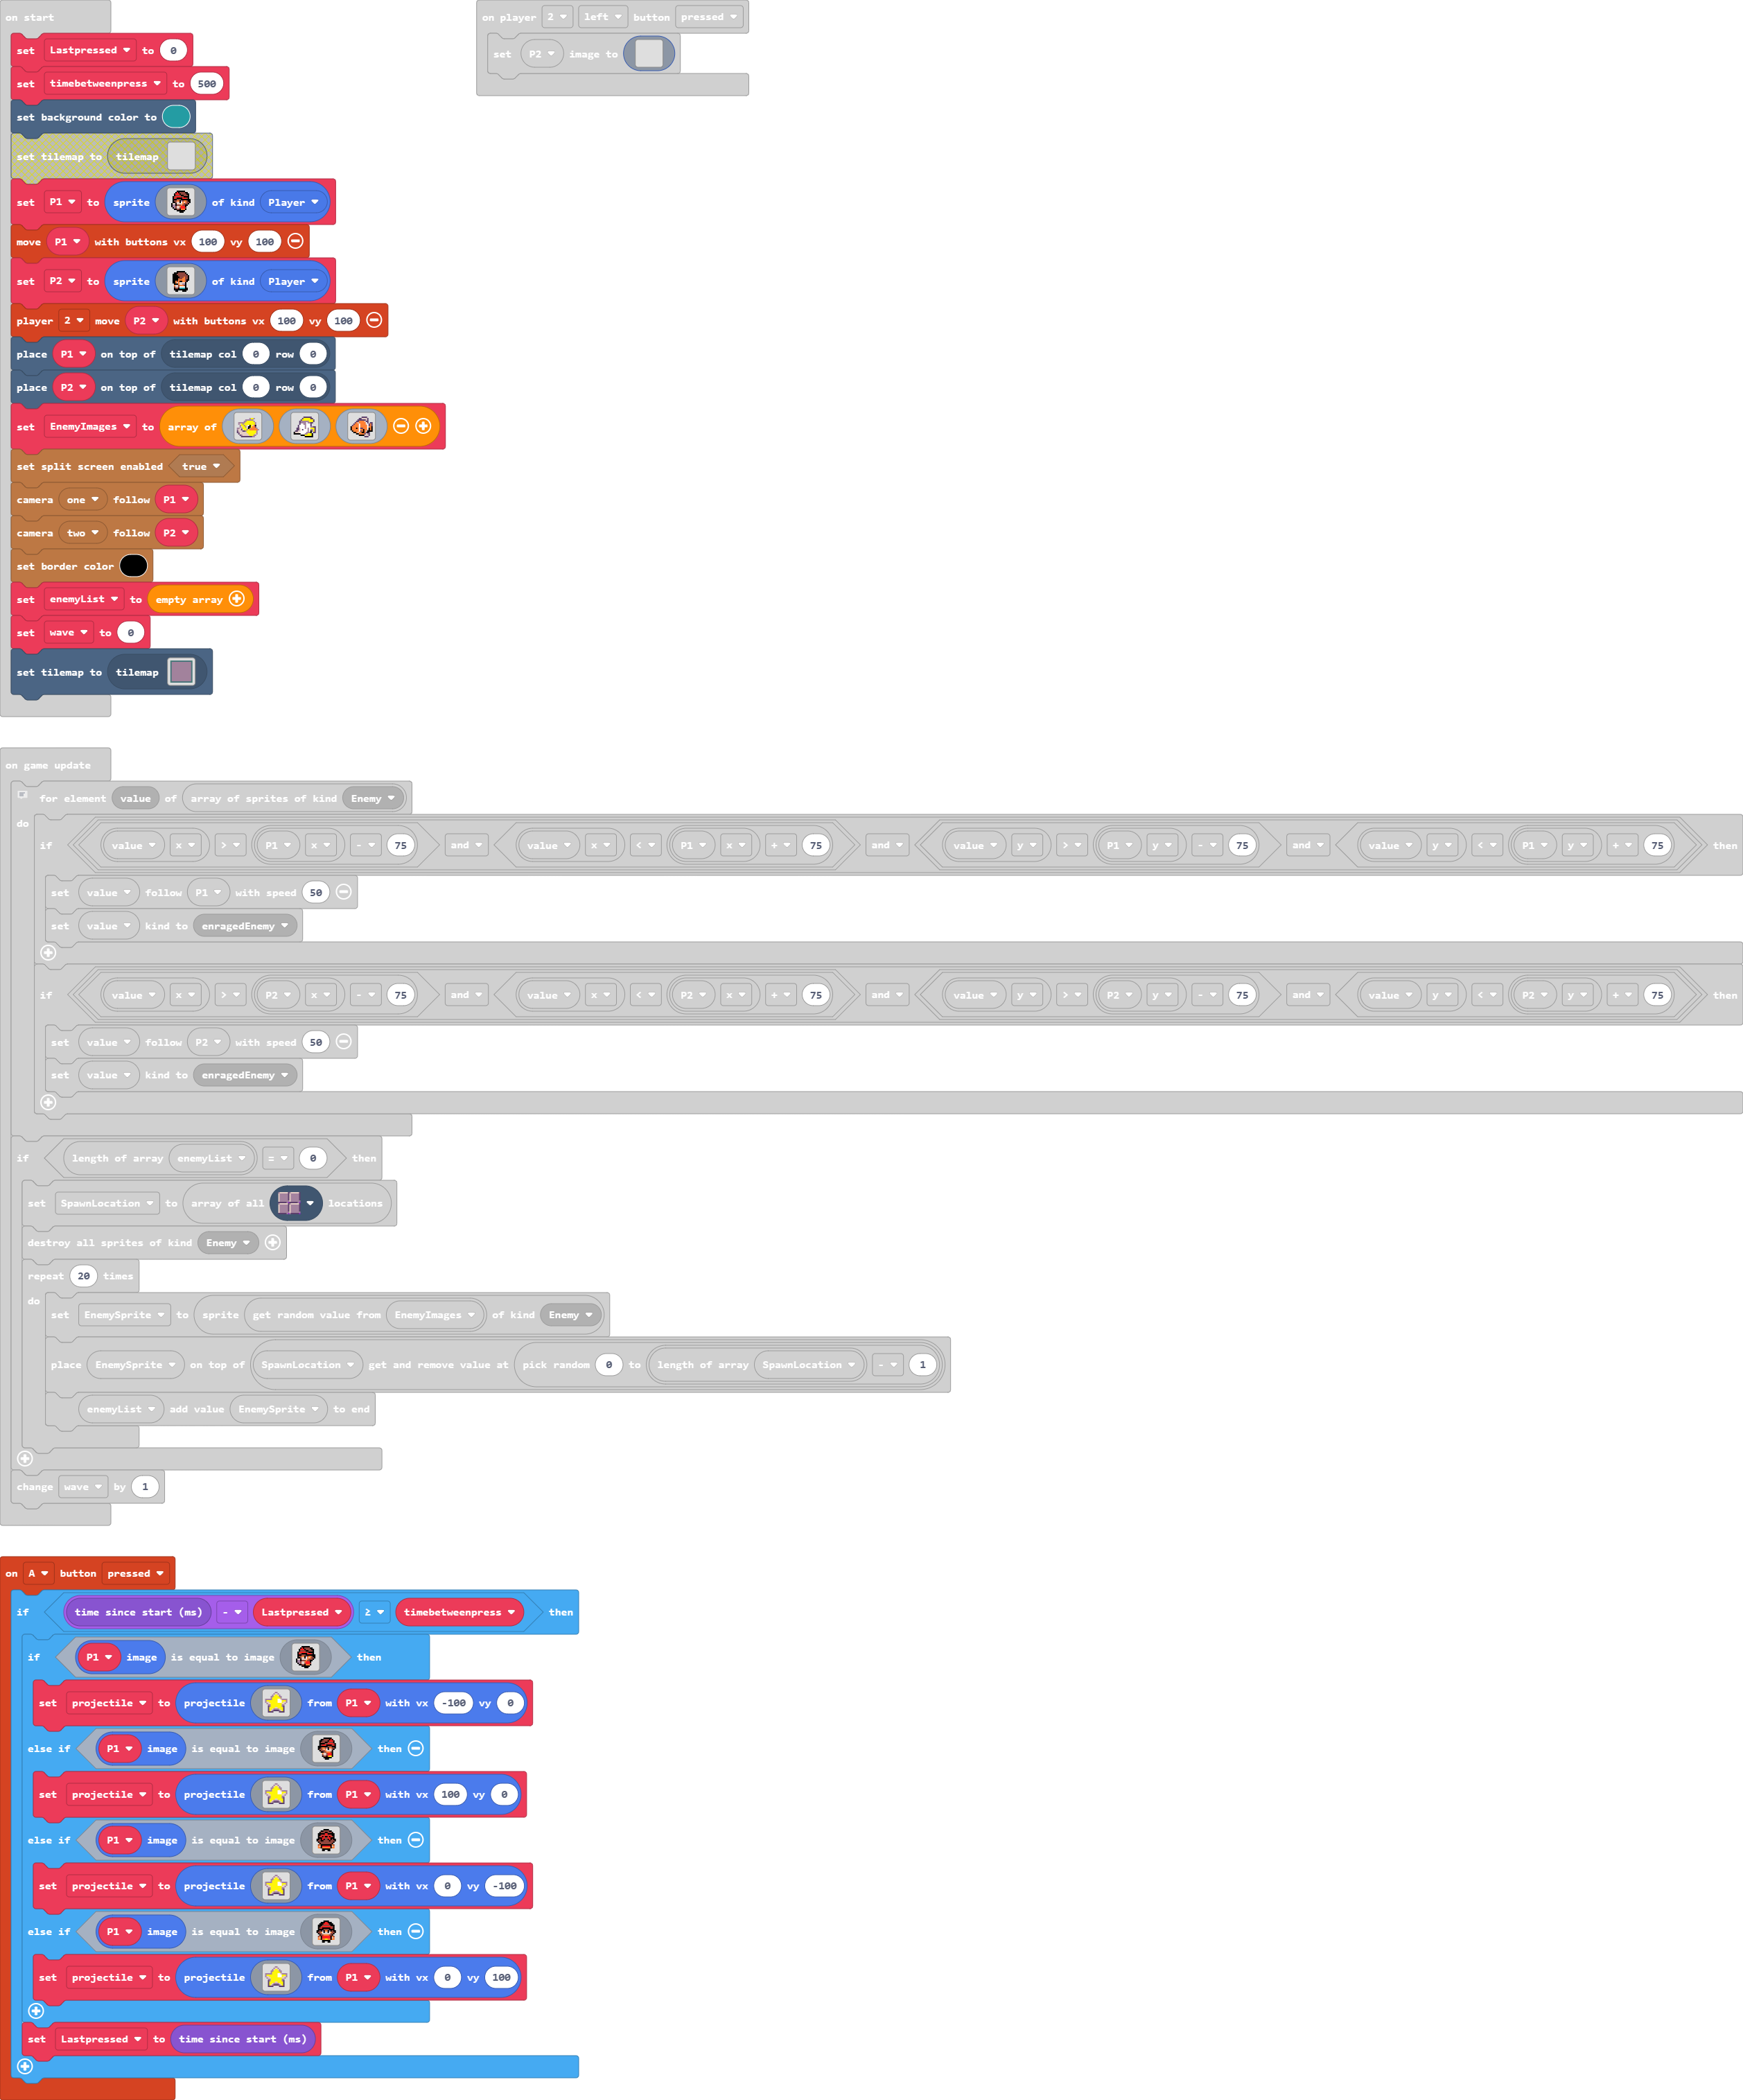 on start
set Lastpressed to 0
set timebetweenpress to 500
set background color to
set tilemap to tilemap
set P1 to sprite of kind Player
move P1 with buttons vx 100 vy 100
set P2 to sprite of kind Player
player 2 move P2 with buttons vx 100 vy 100
place P1 on top of tilemap col 0 row 0
place P2 on top of tilemap col 0 row 0
set EnemyImages to array of
set split screen enabled true
camera one follow P1
camera two follow P2
set border color
set enemyList to empty array
set wave to 0
set tilemap to tilemap
on player 2 left button pressed
set P2 image to
on game update
for element value of array of sprites of kind Enemy
do
if value x > P1 x - 75 and value x < P1 x + 75 and value y > P1 y - 75 and value y < P1 y + 75 then
set value follow P1 with speed 50
set value kind to enragedEnemy
if value x > P2 x - 75 and value x < P2 x + 75 and value y > P2 y - 75 and value y < P2 y + 75 then
set value follow P2 with speed 50
set value kind to enragedEnemy
if length of array enemyList = 0 then
set SpawnLocation to array of all locations
destroy all sprites of kind Enemy
repeat 20 times
do
set EnemySprite to sprite get random value from EnemyImages of kind Enemy
place EnemySprite on top of SpawnLocation get and remove value at pick random 0 to length of array SpawnLocation - 1
enemyList add value EnemySprite to end
change wave by 1
on A button pressed
if time since start (ms) - Lastpressed ≥ timebetweenpress then
if P1 image is equal to image then
set projectile to projectile from P1 with vx -100 vy 0
else if P1 image is equal to image then
set projectile to projectile from P1 with vx 100 vy 0
else if P1 image is equal to image then
set projectile to projectile from P1 with vx 0 vy -100
else if P1 image is equal to image then
set projectile to projectile from P1 with vx 0 vy 100
set Lastpressed to time since start (ms)